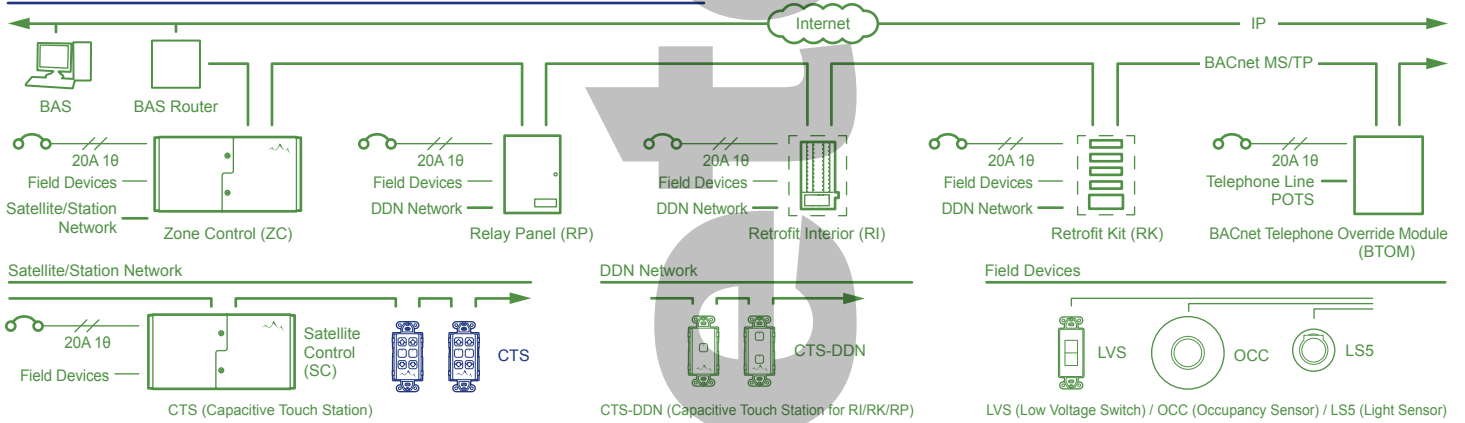 Internet
IP
BACnet MS/TP
BAS
BAS Router
20A 1θ
Field Devices
Satellite/Station
Network
Zone Control (ZC)
20A 1θ
Field Devices
DDN Network
Relay Panel (RP)
20A 1θ
Field Devices
DDN Network
Retrofit Interior (RI)
20A 1θ
Field Devices
DDN Network
Retrofit Kit (RK)
20A 1θ
Telephone Line
POTS
BACnet Telephone Override Module
(BTOM)
Satellite/Station Network
20A 1θ
Field Devices
Satellite
Control
(SC)
CTS
CTS (Capacitive Touch Station)
DDN Network
CTS-DDN
CTS-DDN (Capacitive Touch Station for RI/RK/RP)
Field Devices
LVS
OCC
LS5
LVS (Low Voltage Switch) / OCC (Occupancy Sensor) / LS5 (Light Sensor)